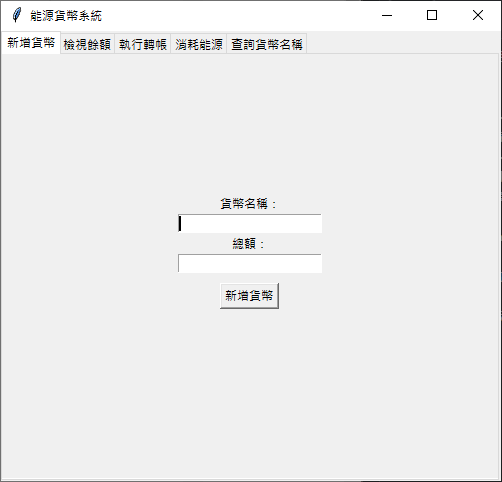 能源貨幣系統
新增貨幣 檢視餘額 執行轉帳 消耗能源 查詢貨幣名稱
貨幣名稱：
總額：
新增貨幣